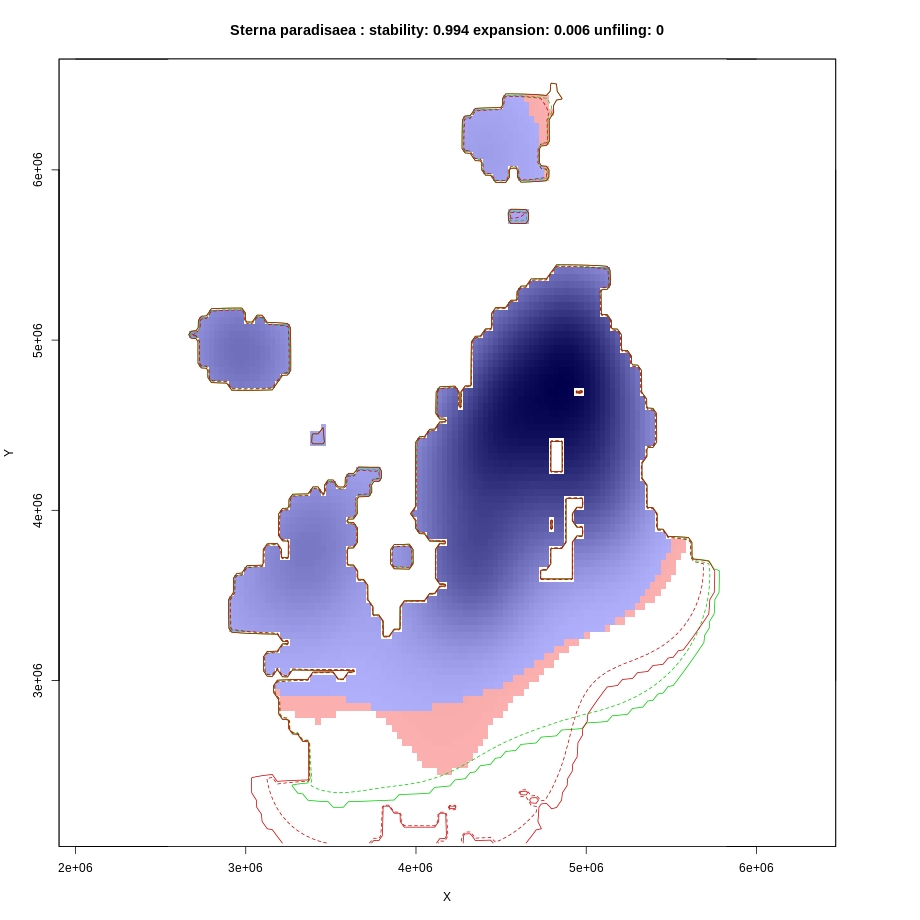 Sterna paradisaea : stability: 0.994 expansion: 0.006 unfiling: 0
6e+06
5e+06
Y
4e+06
3e+06
2e+06 3e+06 4e+06 5e+06 6e+06
X